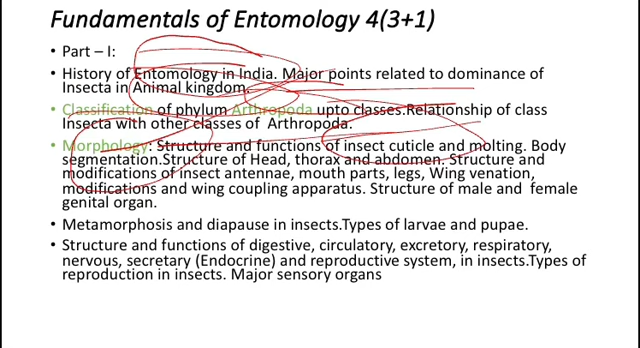 Fundamentals of Entomology 4(3+1)
• Part – I:
• History of Entomology in India. Major points related to dominance of
Insecta in Animal kingdom.
• Classification of phylum Arthropoda upto classes.Relationship of class
Insecta with other classes of Arthropoda.
• Morphology: Structure and functions of insect cuticle and molting. Body
segmentation.Structure of Head, thorax and abdomen. Structure and
modifications of insect antennae, mouth parts, legs, Wing venation,
modifications and wing coupling apparatus. Structure of male and female
genital organ.
• Metamorphosis and diapause in insects.Types of larvae and pupae.
• Structure and functions of digestive, circulatory, excretory, respiratory,
nervous, secretary (Endocrine) and reproductive system, in insects.Types of
reproduction in insects. Major sensory organs